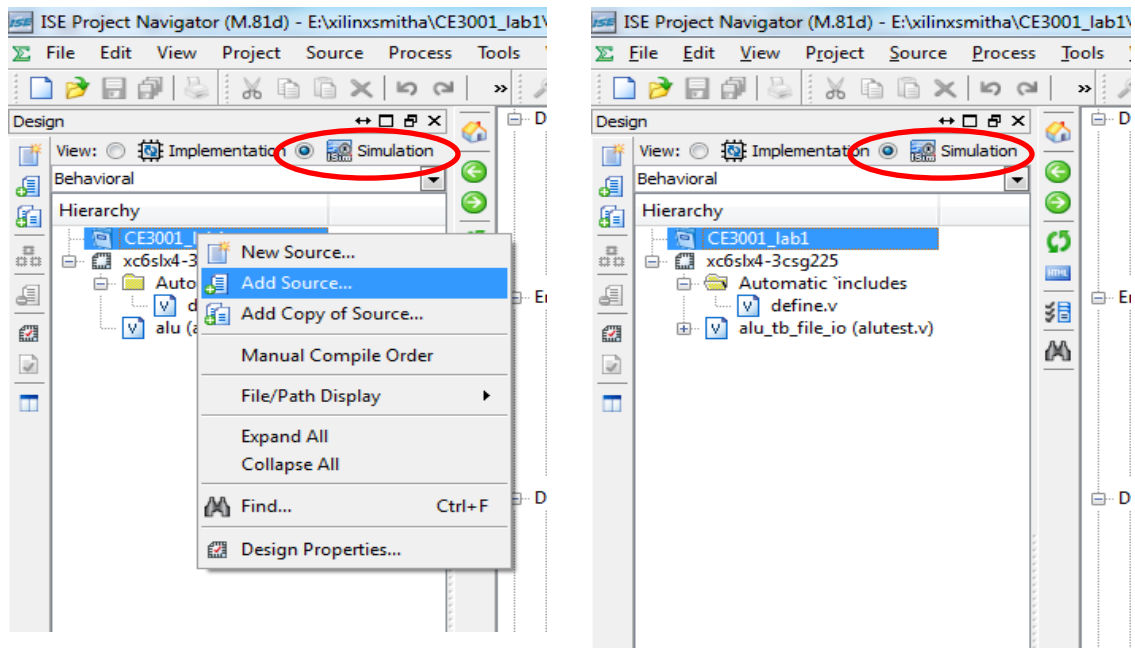 ISE Project Navigator (M.81d) - E:\xilinxsmitha\CE3001_lab1\
File Edit View Project Source Process Tools
»
Design
View: Implementation Simulation
Behavioral
Hierarchy
CE3001_l
xc6slx4-3
Auto
d
alu (a
New Source...
Add Source...
Add Copy of Source...
Manual Compile Order
File/Path Display
Expand All
Collapse All
Find... Ctrl+F
Design Properties...
D
E
D
ISE Project Navigator (M.81d) - E:\xilinxsmitha\CE3001_lab1\
File Edit View Project Source Process Tools
»
Design
View: Implementation Simulation
Behavioral
Hierarchy
CE3001_lab1
xc6slx4-3csg225
Automatic `includes
define.v
alu_tb_file_io (alutest.v)
D
E
D